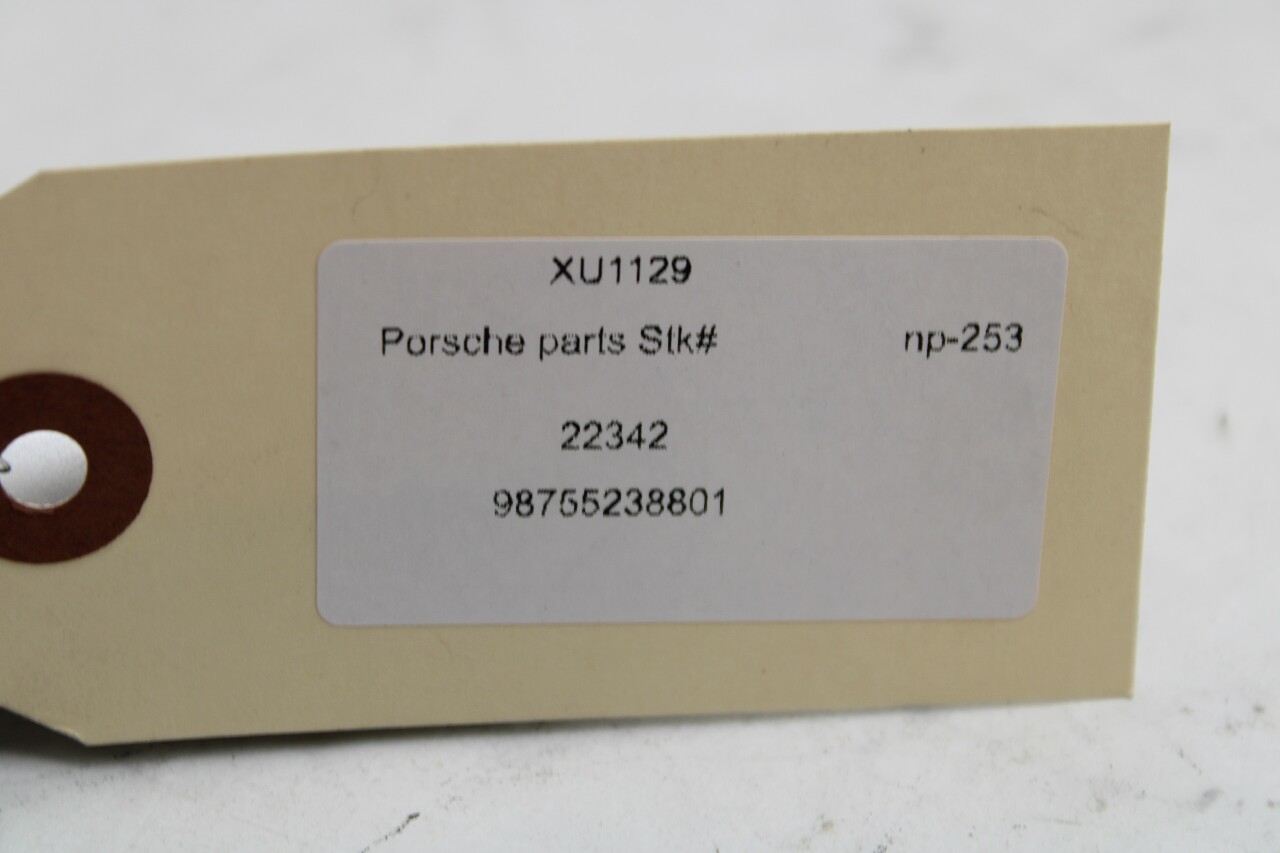 XU1129
Porsche parts Stk# np-253
22342
98755238801